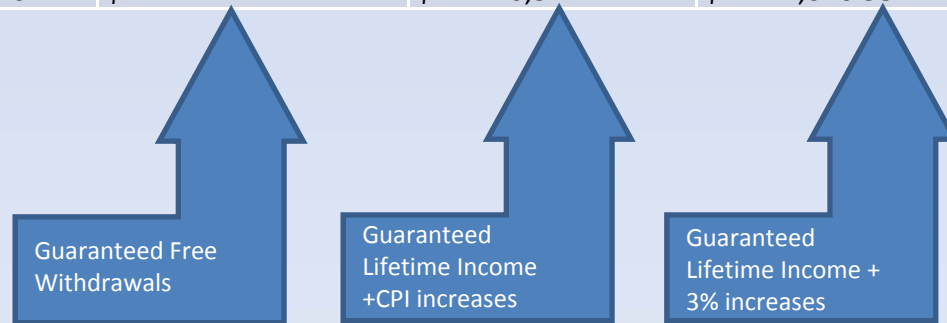 Guaranteed Free
Withdrawals
Guaranteed
Lifetime Income
+CPI increases
Guaranteed
Lifetime Income +
3% increases